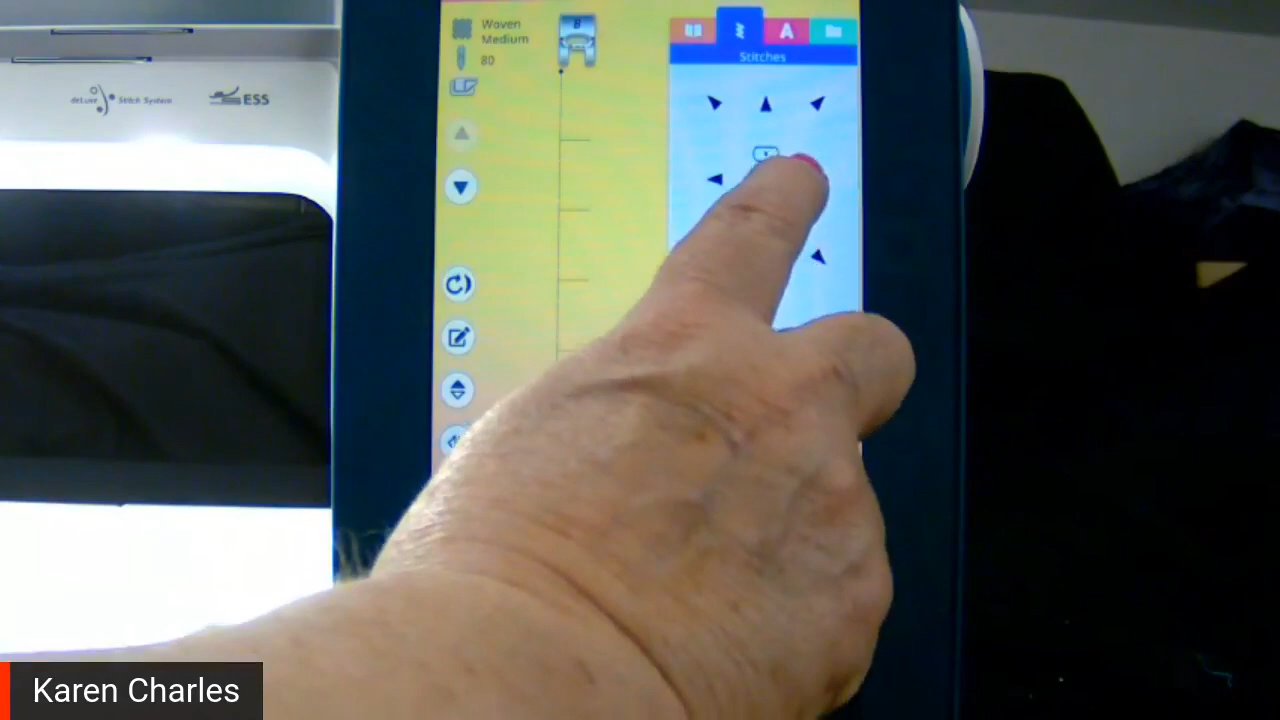 Woven
Medium
80
B
A
Stitches
deLuxe Stitch System
ESS
Karen Charles